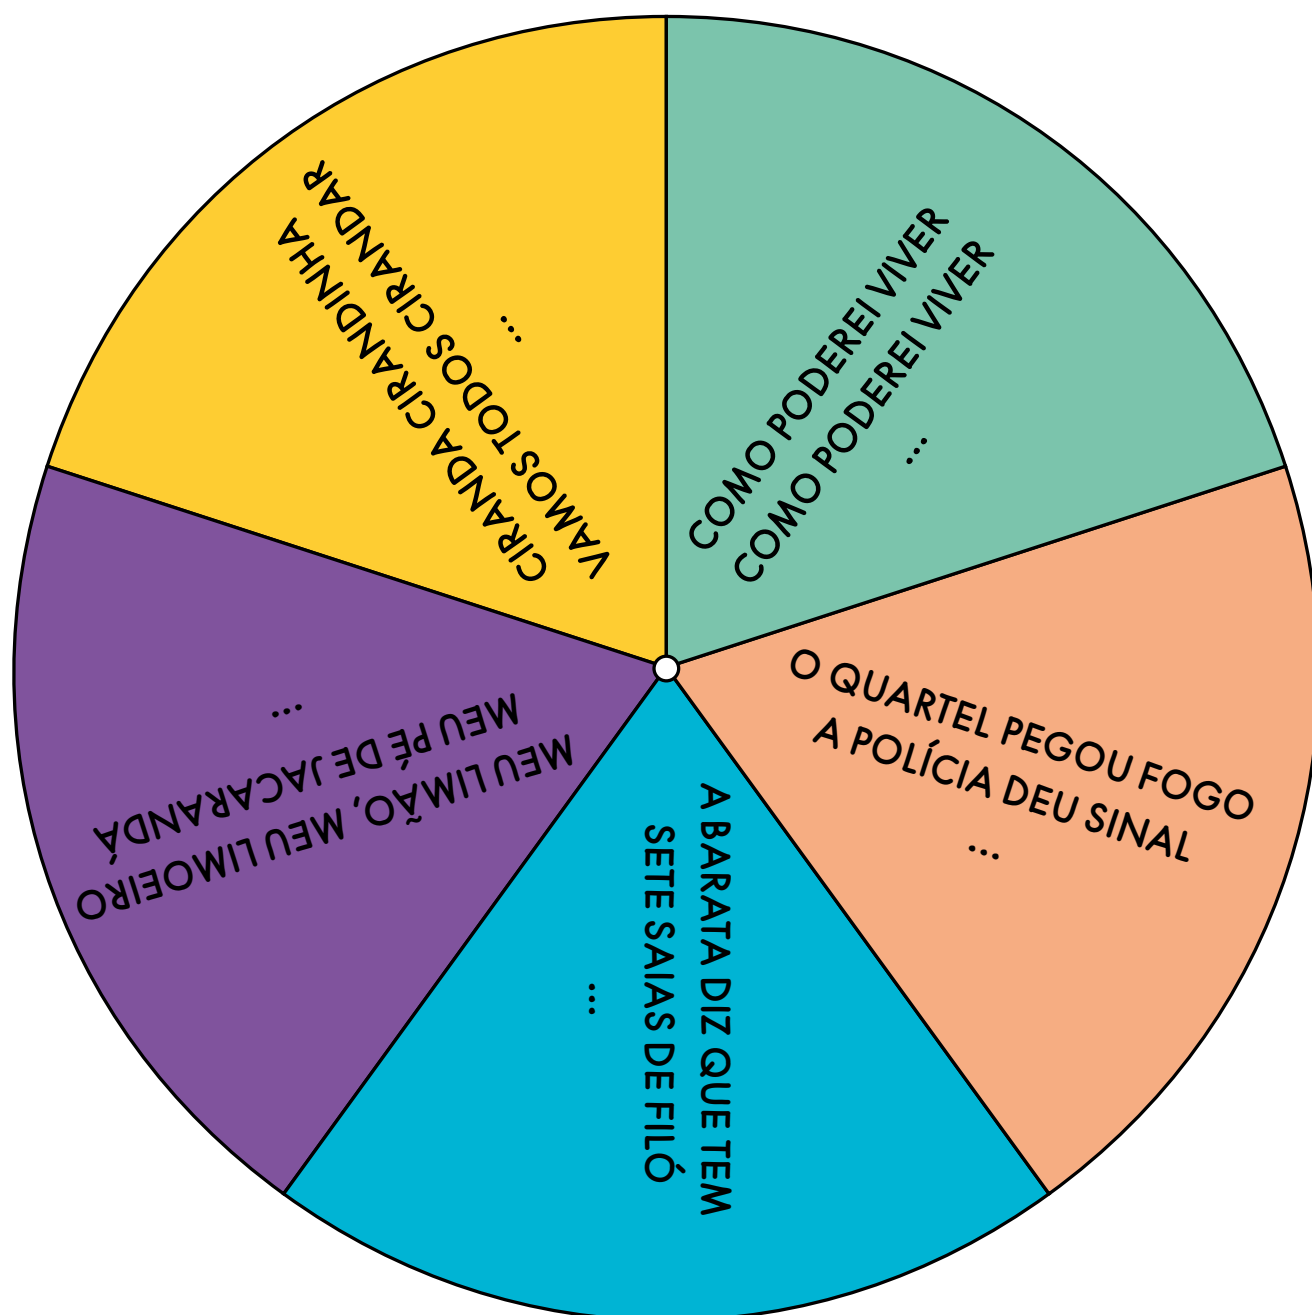 COMO PODEREI VIVER
COMO PODEREI VIVER
...
O QUARTEL PEGOU FOGO
A POLÍCIA DEU SINAL
...
A BARATA DIZ QUE TEM
SETE SAIAS DE FILÓ
...
MEU LIMÃO, MEU LIMOEIRO
MEU PÉ DE JACARANDÁ
...
CIRANDA CIRANDINHA
VAMOS TODOS CIRANDAR
...